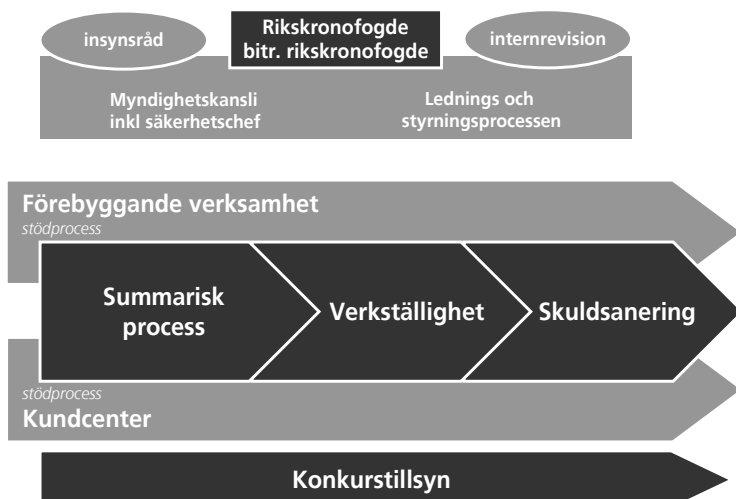 insynsråd
Rikskronofogde
bitr. rikskronofogde
internrevision
Myndighetskansli
inkl säkerhetschef
Lednings och
styrningsprocessen
Förebyggande verksamhet
stödprocess
Summarisk
process
Verkställighet
Skuldsanering
stödprocess
Kundcenter
Konkurstillsyn